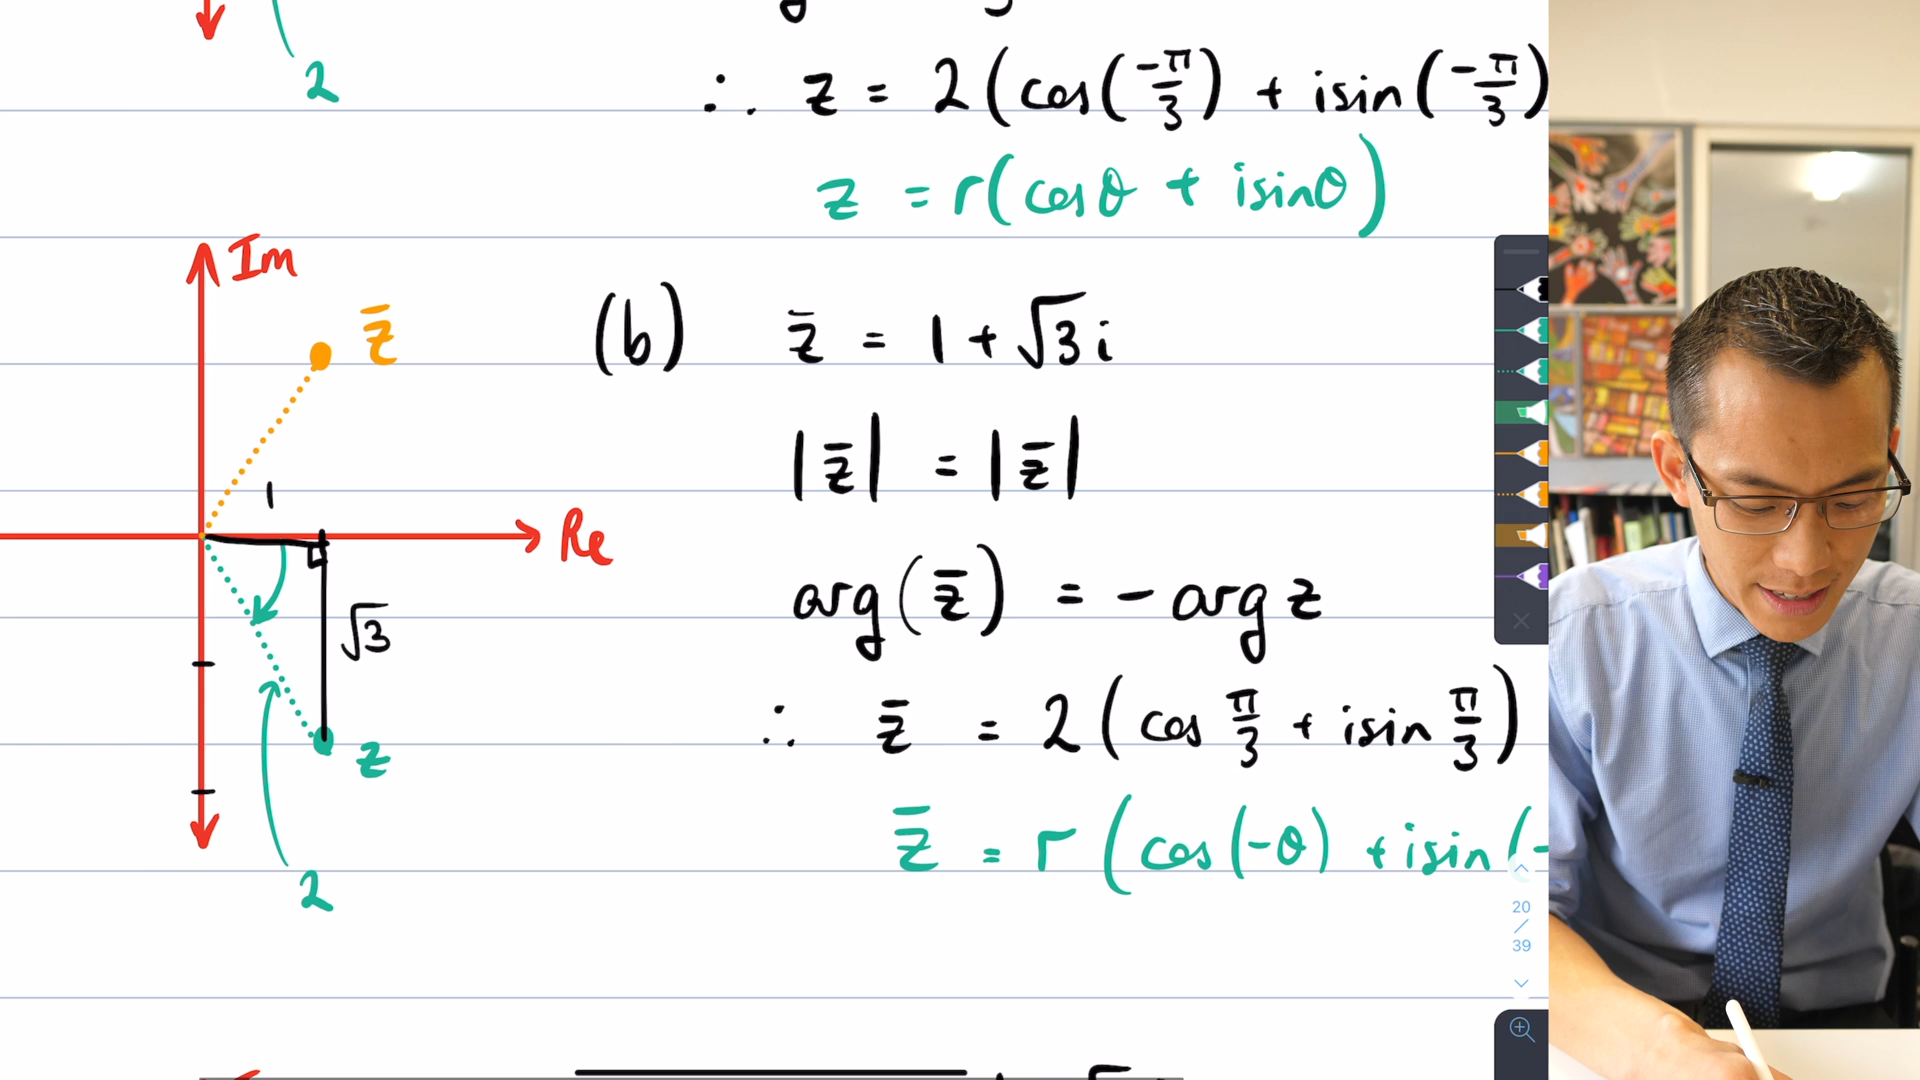 2
∴ z = 2(cos(-π/3) + isin(-π/3)
z = r(cosθ + isinθ)
Im
z̄
(b) z̄ = 1 + √3 i
1
|z̄| = |z̄|
Re
√3
arg(z̄) = - arg z
z
∴ z̄ = 2(cos π/3 + isin π/3)
z̄ = r(cos(-θ) + isin(-
2
20
/
39